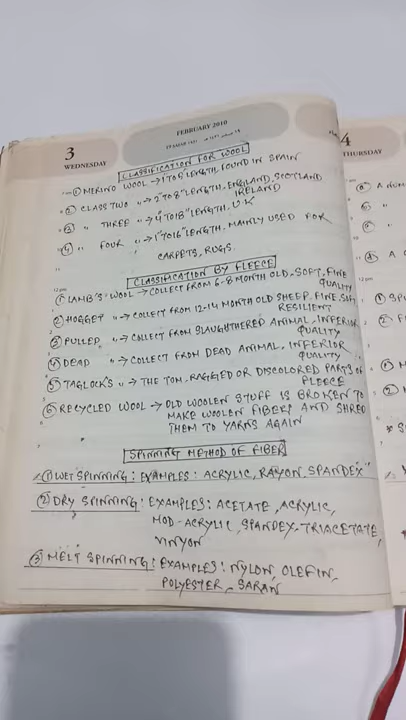 FEBRUARY 2010
3
WEDNESDAY
4
THURSDAY
CLASSIFICATION FOR WOOL
① MERINO WOOL → 1" TO 5" LENGTH, FOUND IN SPAIN
② CLASS TWO → 2" TO 8" LENGTH, ENGLAND, SCOTLAND
IRELAND
③ " THREE → 4" TO 18" LENGTH, U.K
④ " FOUR → 1" TO 16" LENGTH, MAINLY USED FOR
CARPETS, RUGS.
CLASSIFICATION BY FLEECE
① LAMB'S WOOL → COLLECT FROM 6-8 MONTH OLD, SOFT, FINE
QUALITY
② HOGGET " → COLLECT FROM 12-14 MONTH OLD SHEEP. FINE, SOFT
RESILIENT
③ PULLED " → COLLECT FROM SLAUGHTHERED ANIMAL, INFERIOR
QUALITY
④ DEAD " → COLLECT FROM DEAD ANIMAL, INFERIOR
QUALITY
⑤ TAGLOCK'S " → THE TORN, RAGGED OR DISCOLORED PARTS OF
FLEECE
⑥ RECYCLED WOOL → OLD WOOLEN STUFF IS BROKEN TO
MAKE WOOLEN FIBERS AND SHRED
THEM TO YARNS AGAIN
SPINNING METHOD OF FIBER
① WET SPINNING: EXAMPLES: ACRYLIC, RAYON, SPANDEX
② DRY SPINNING: EXAMPLES: ACETATE, ACRYLIC,
MOD-ACRYLIC, SPANDEX, TRIACETATE,
VINYON
③ MELT SPINNING: EXAMPLES: NYLON, OLEFIN,
POLYESTER, SARAN